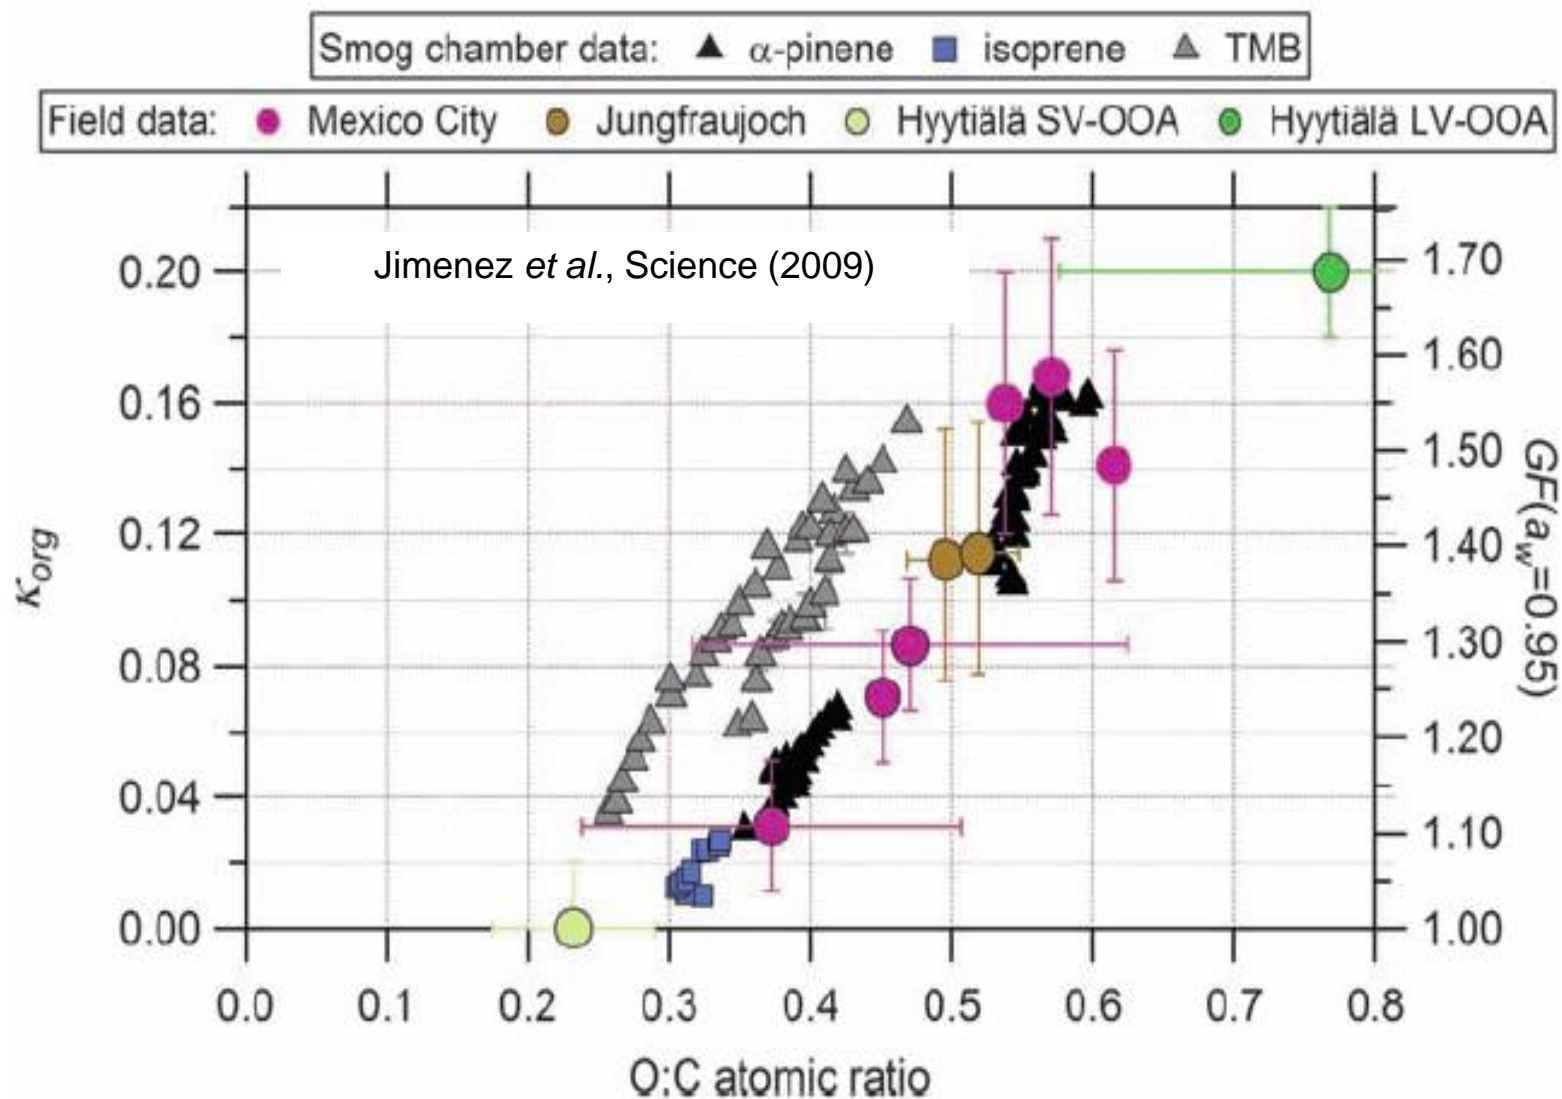 Smog chamber data: α-pinene isoprene TMB
Field data: Mexico City Jungfraujoch Hyytiälä SV-OOA Hyytiälä LV-OOA
Jimenez et al., Science (2009)
0.20
0.16
0.12
0.08
0.04
0.00
κorg
1.70
1.60
1.50
1.40
1.30
1.20
1.10
1.00
GF(aw=0.95)
0.0 0.1 0.2 0.3 0.4 0.5 0.6 0.7 0.8
O:C atomic ratio